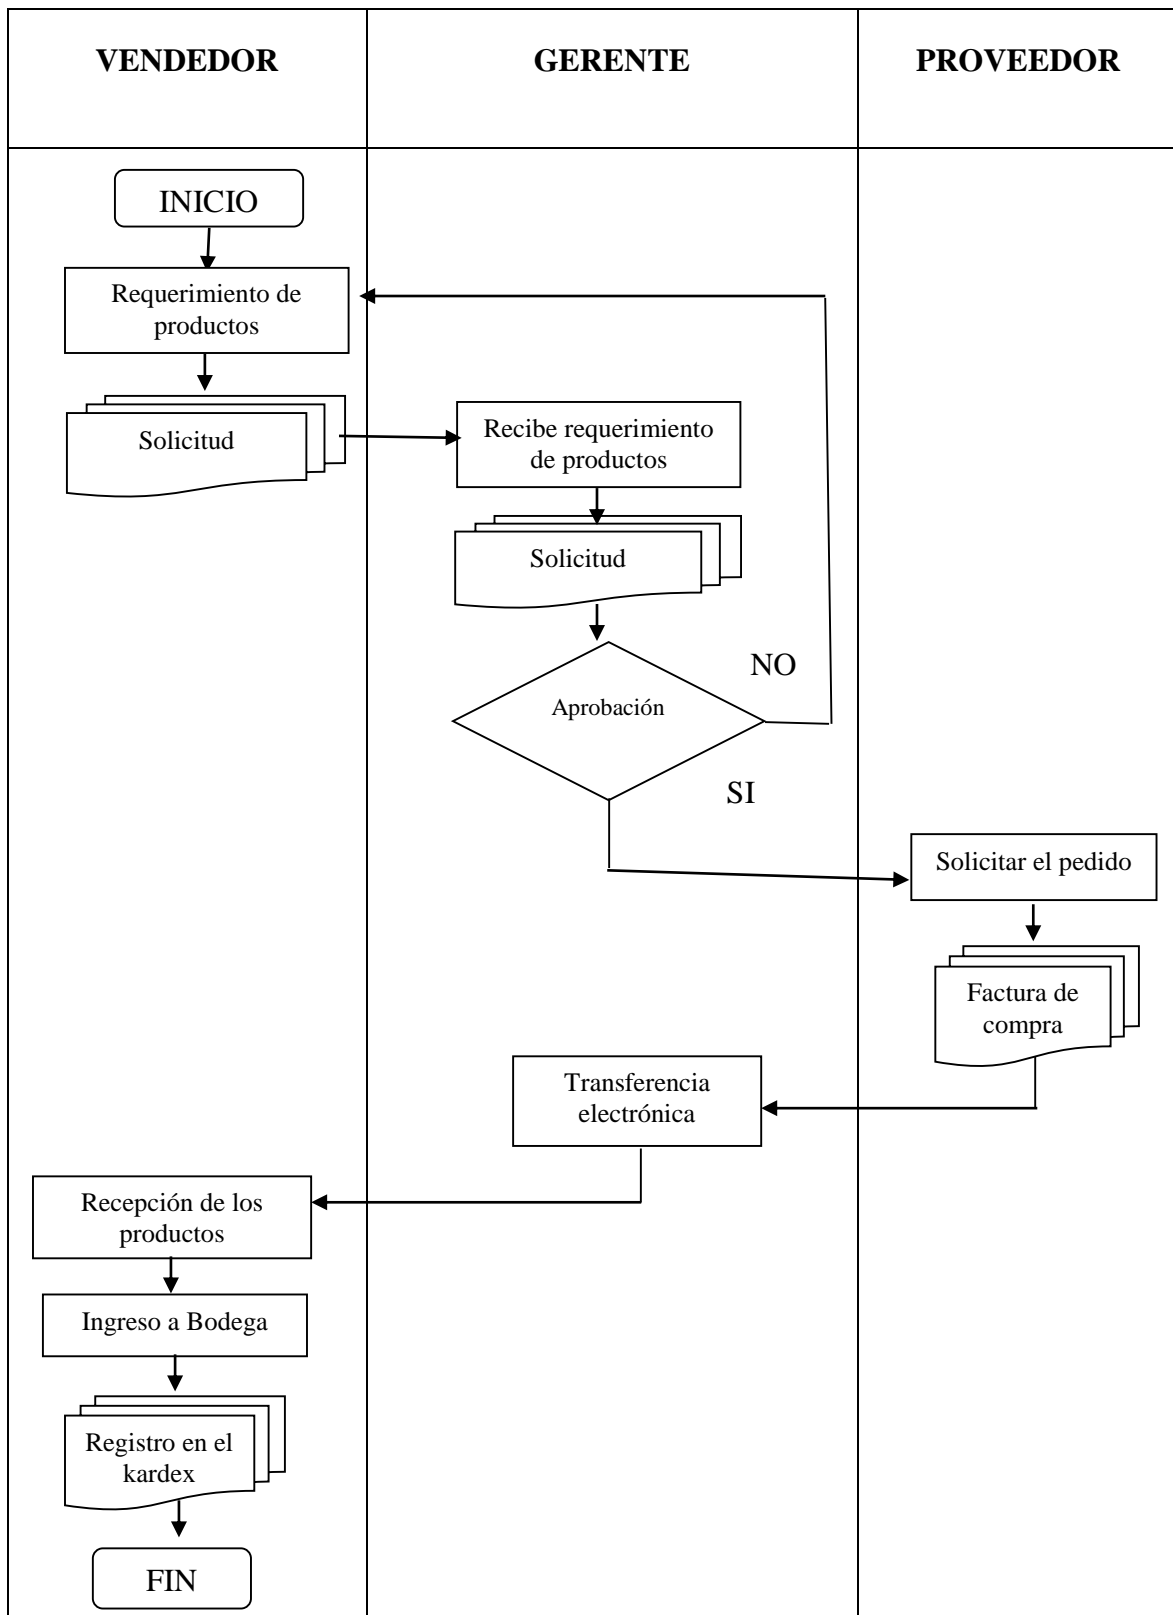 VENDEDOR
GERENTE
PROVEEDOR
INICIO
Requerimiento de
productos
Solicitud
Recibe requerimiento
de productos
Solicitud
NO
Aprobación
SI
Solicitar el pedido
Factura de
compra
Transferencia
electrónica
Recepción de los
productos
Ingreso a Bodega
Registro en el
kardex
FIN